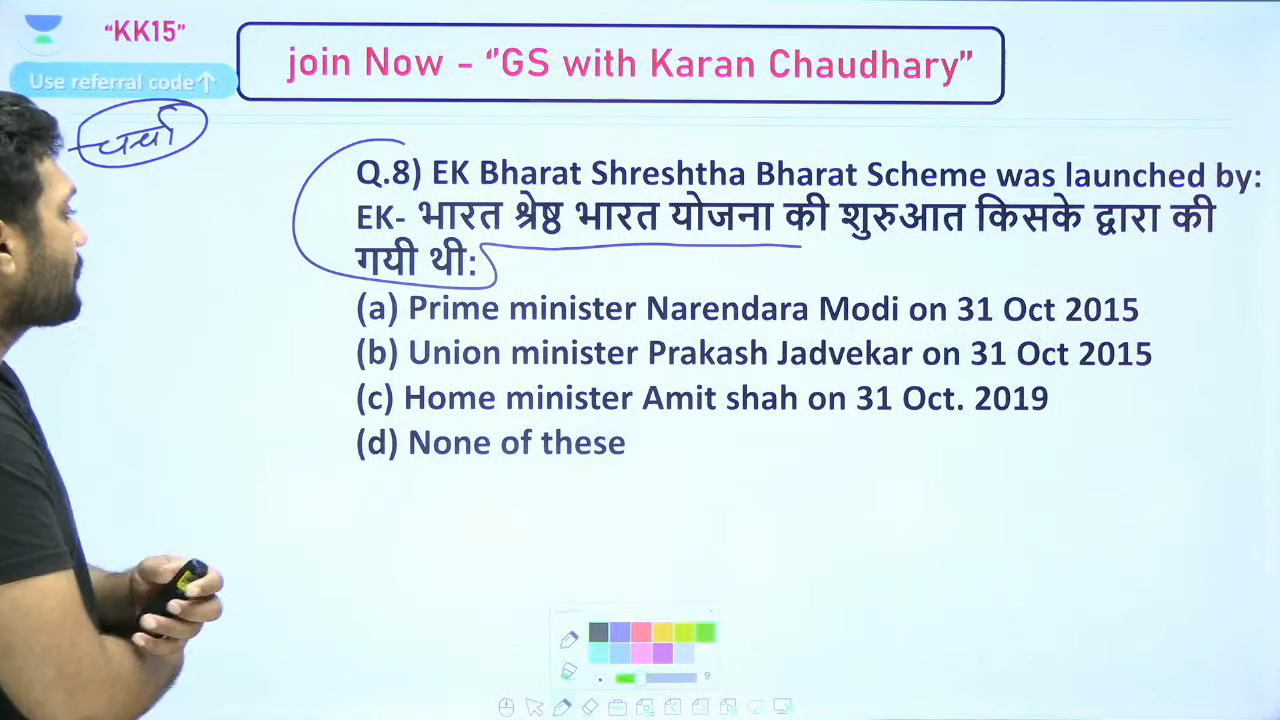 "KK15"
Use referral code↑
join Now - "GS with Karan Chaudhary"
चर्चा
Q.8) EK Bharat Shreshtha Bharat Scheme was launched by:
EK- भारत श्रेष्ठ भारत योजना की शुरुआत किसके द्वारा की
गयी थी:
(a) Prime minister Narendara Modi on 31 Oct 2015
(b) Union minister Prakash Jadvekar on 31 Oct 2015
(c) Home minister Amit shah on 31 Oct. 2019
(d) None of these
9